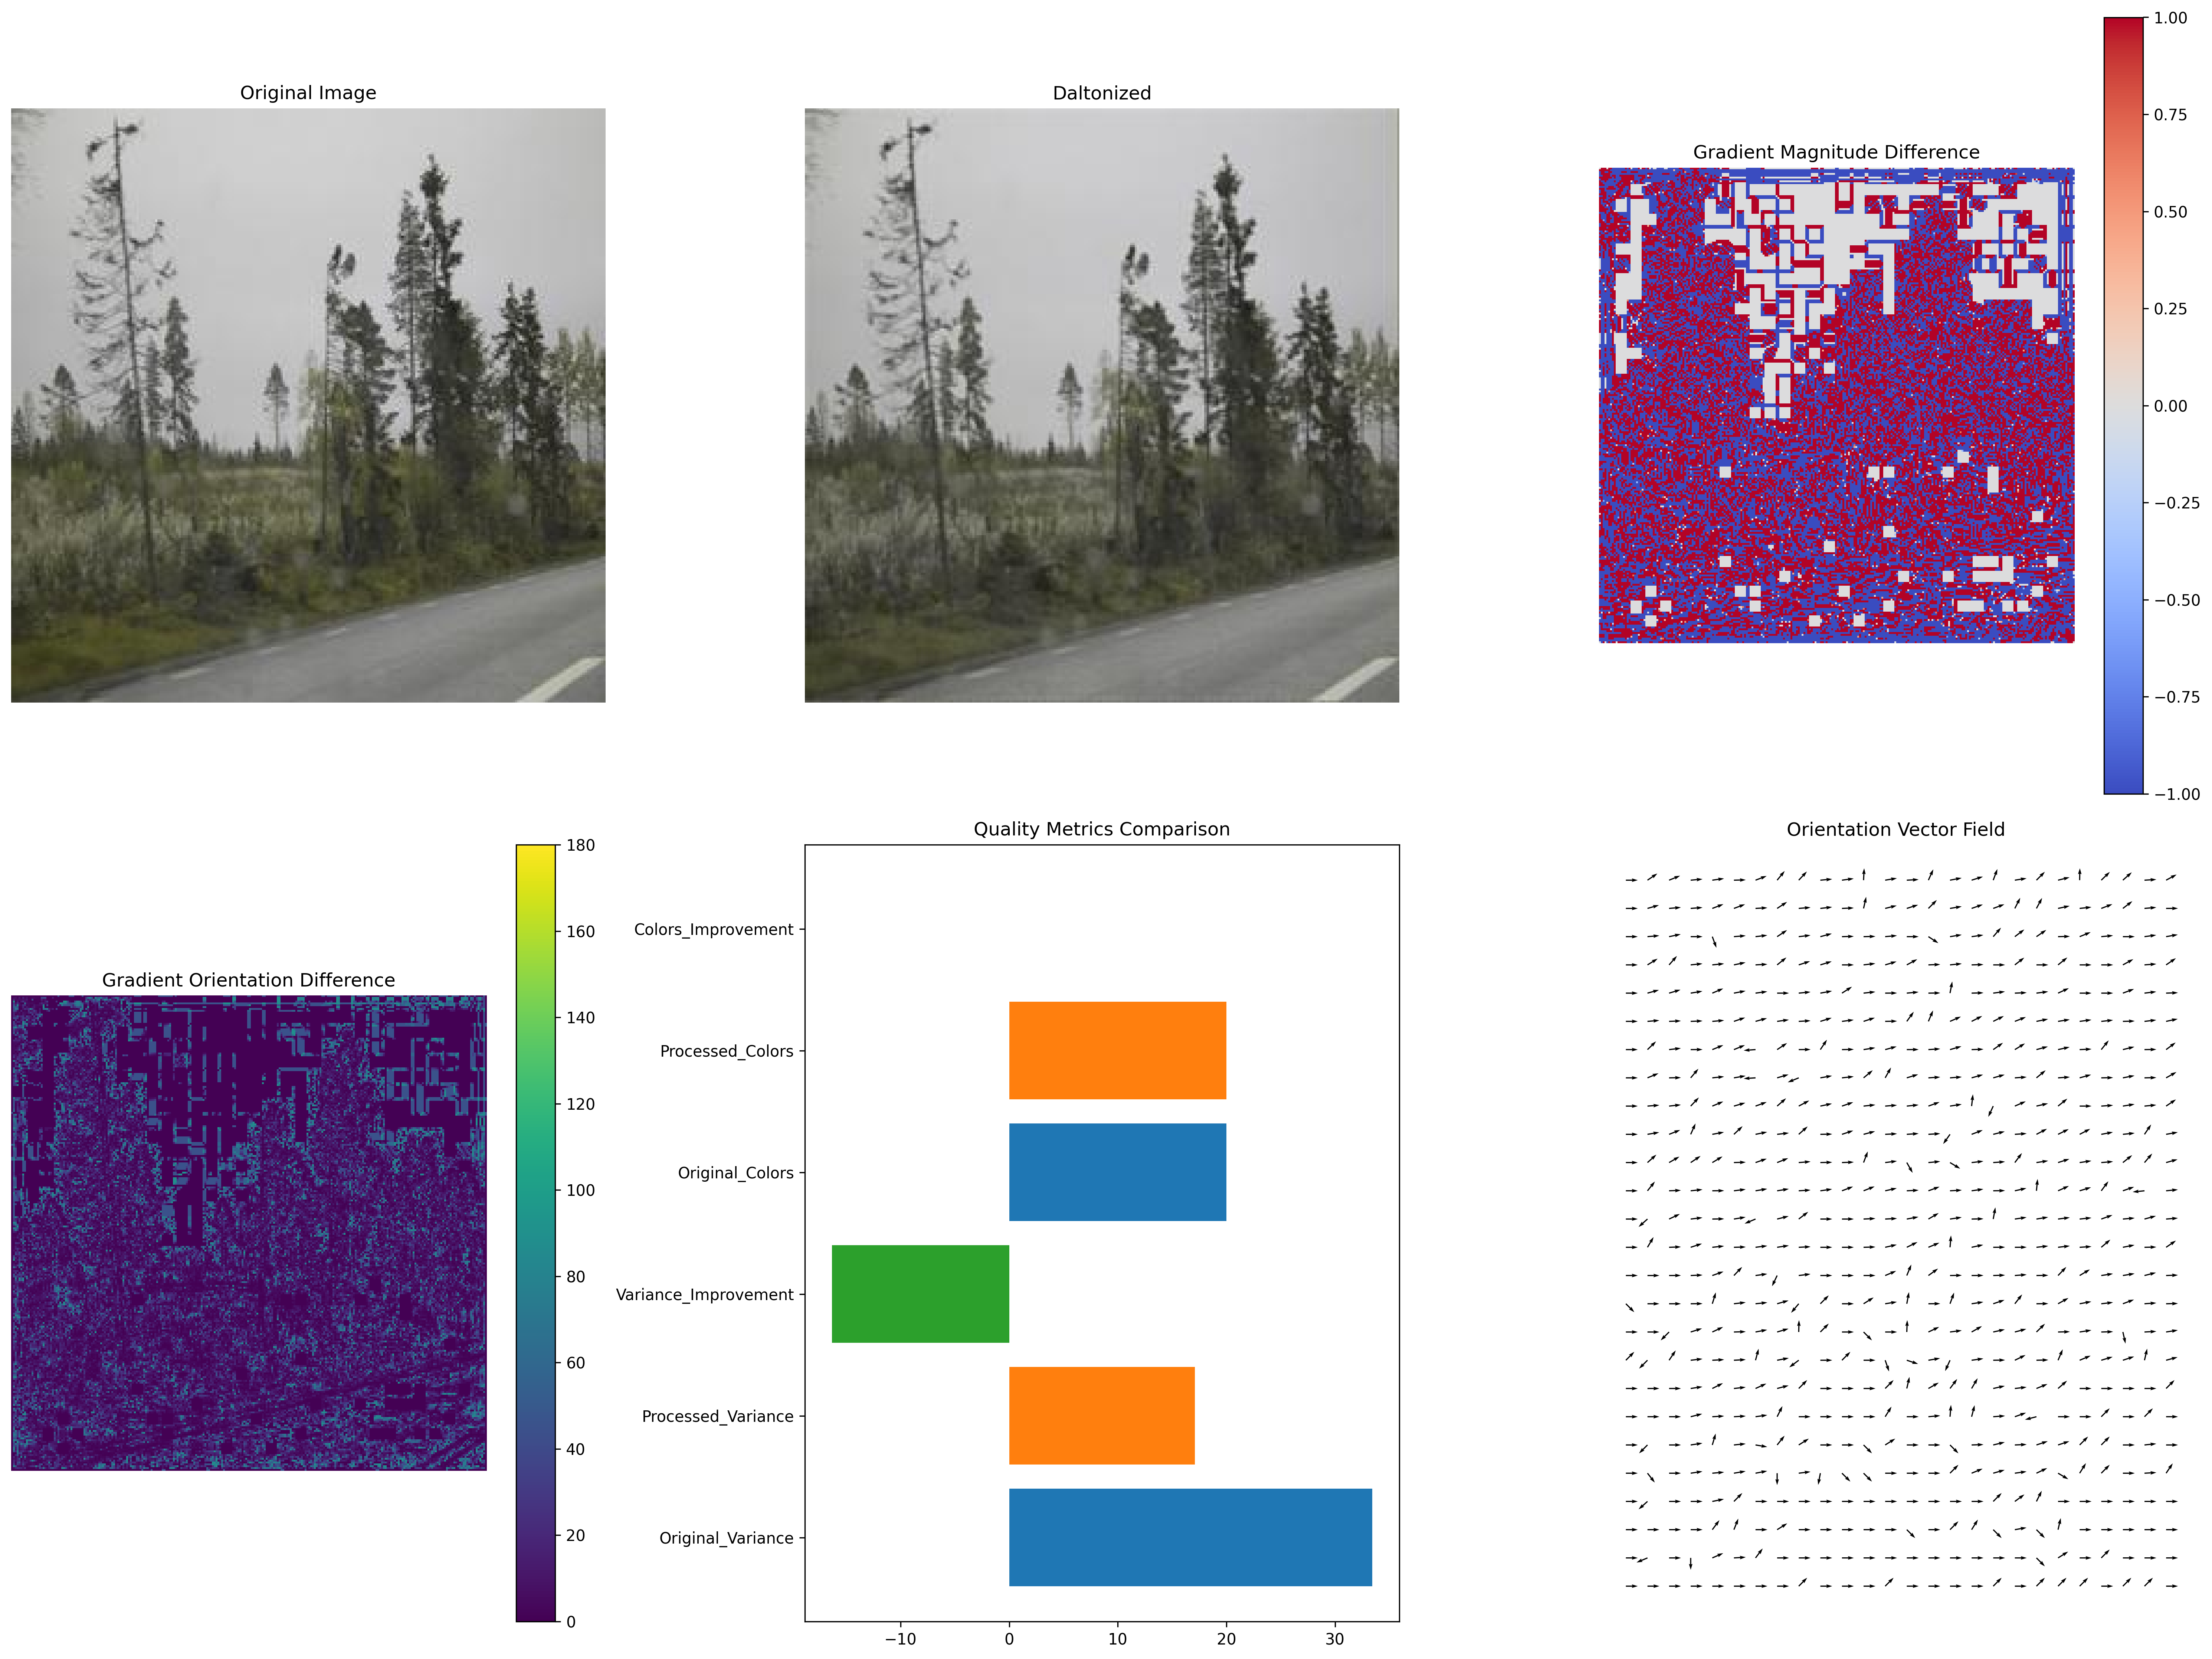 Original Image
Daltonized
Gradient Magnitude Difference
1.00
0.75
0.50
0.25
0.00
−0.25
−0.50
−0.75
−1.00
Gradient Orientation Difference
180
160
140
120
100
80
60
40
20
0
Quality Metrics Comparison
Colors_Improvement
Processed_Colors
Original_Colors
Variance_Improvement
Processed_Variance
Original_Variance
−10 0 10 20 30
Orientation Vector Field